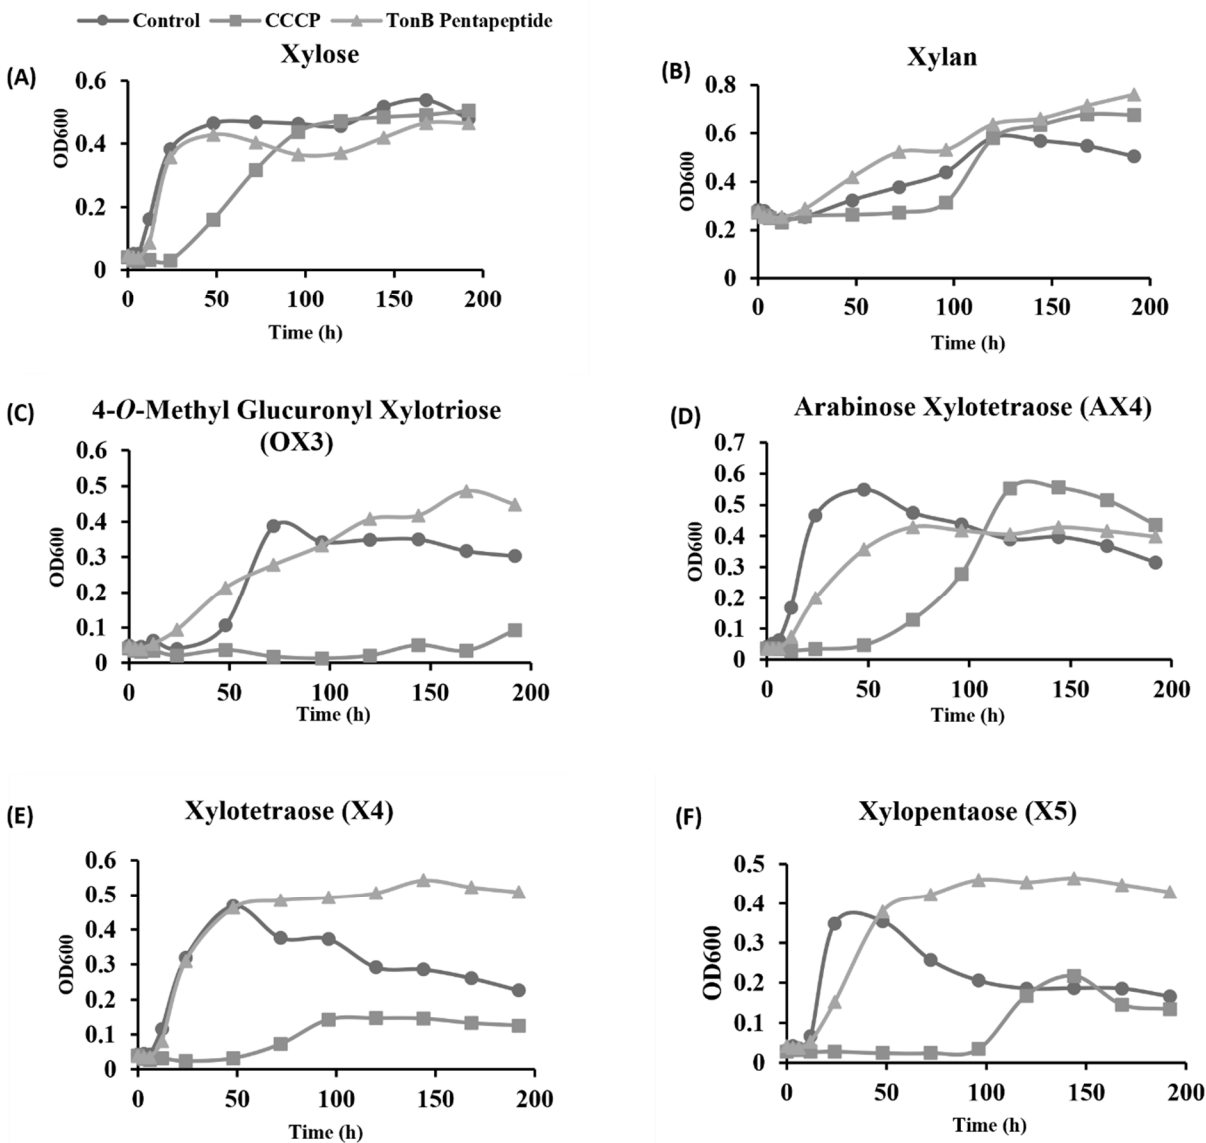 Control CCCP TonB Pentapeptide
(A)
Xylose
OD600
0.6
0.4
0.2
0
0 50 100 150 200
Time (h)
(B)
Xylan
OD600
0.8
0.6
0.4
0.2
0
0 50 100 150 200
Time (h)
(C)
4-O-Methyl Glucuronyl Xylotriose
(OX3)
OD600
0.6
0.5
0.4
0.3
0.2
0.1
0
0 50 100 150 200
Time (h)
(D)
Arabinose Xylotetraose (AX4)
OD600
0.7
0.6
0.5
0.4
0.3
0.2
0.1
0
0 50 100 150 200
Time (h)
(E)
Xylotetraose (X4)
OD600
0.6
0.5
0.4
0.3
0.2
0.1
0
0 50 100 150 200
Time (h)
(F)
Xylopentaose (X5)
OD600
0.5
0.4
0.3
0.2
0.1
0
0 50 100 150 200
Time (h)